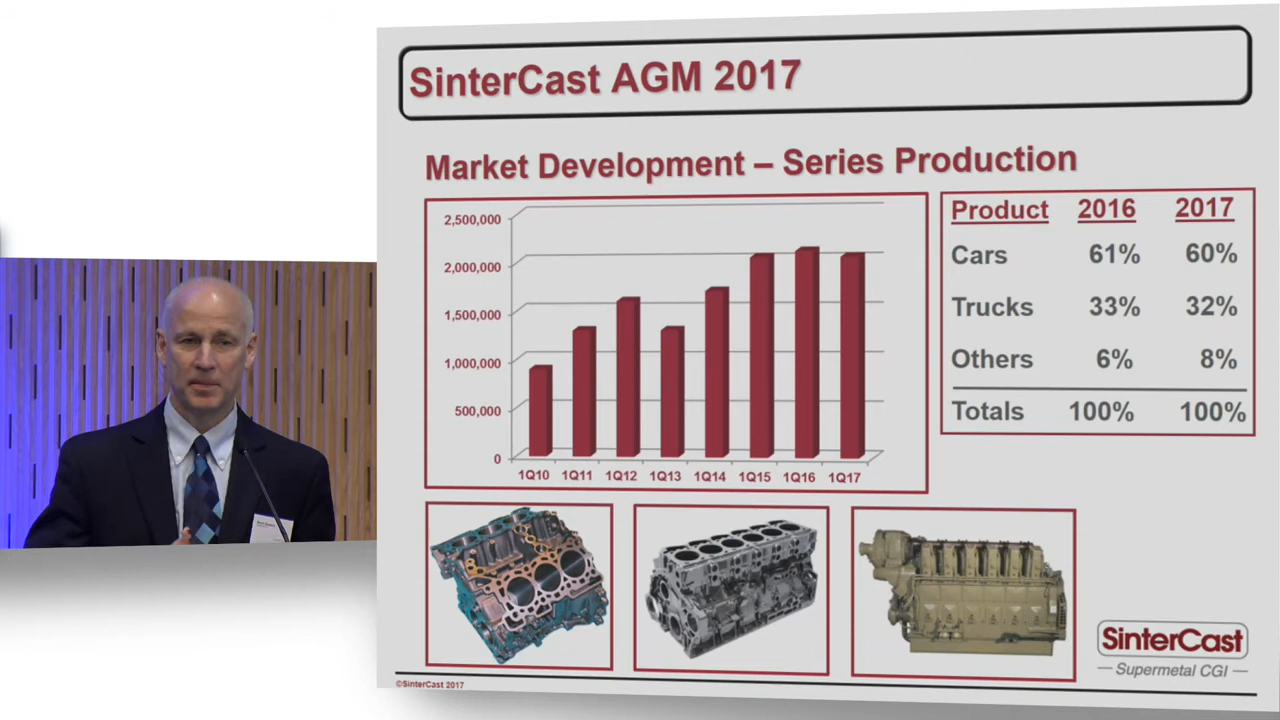 SinterCast AGM 2017
Market Development – Series Production
2,500,000
2,000,000
1,500,000
1,000,000
500,000
0
1Q10 1Q11 1Q12 1Q13 1Q14 1Q15 1Q16 1Q17
Product 2016 2017
Cars 61% 60%
Trucks 33% 32%
Others 6% 8%
Totals 100% 100%
SinterCast
— Supermetal CGI —
©SinterCast 2017